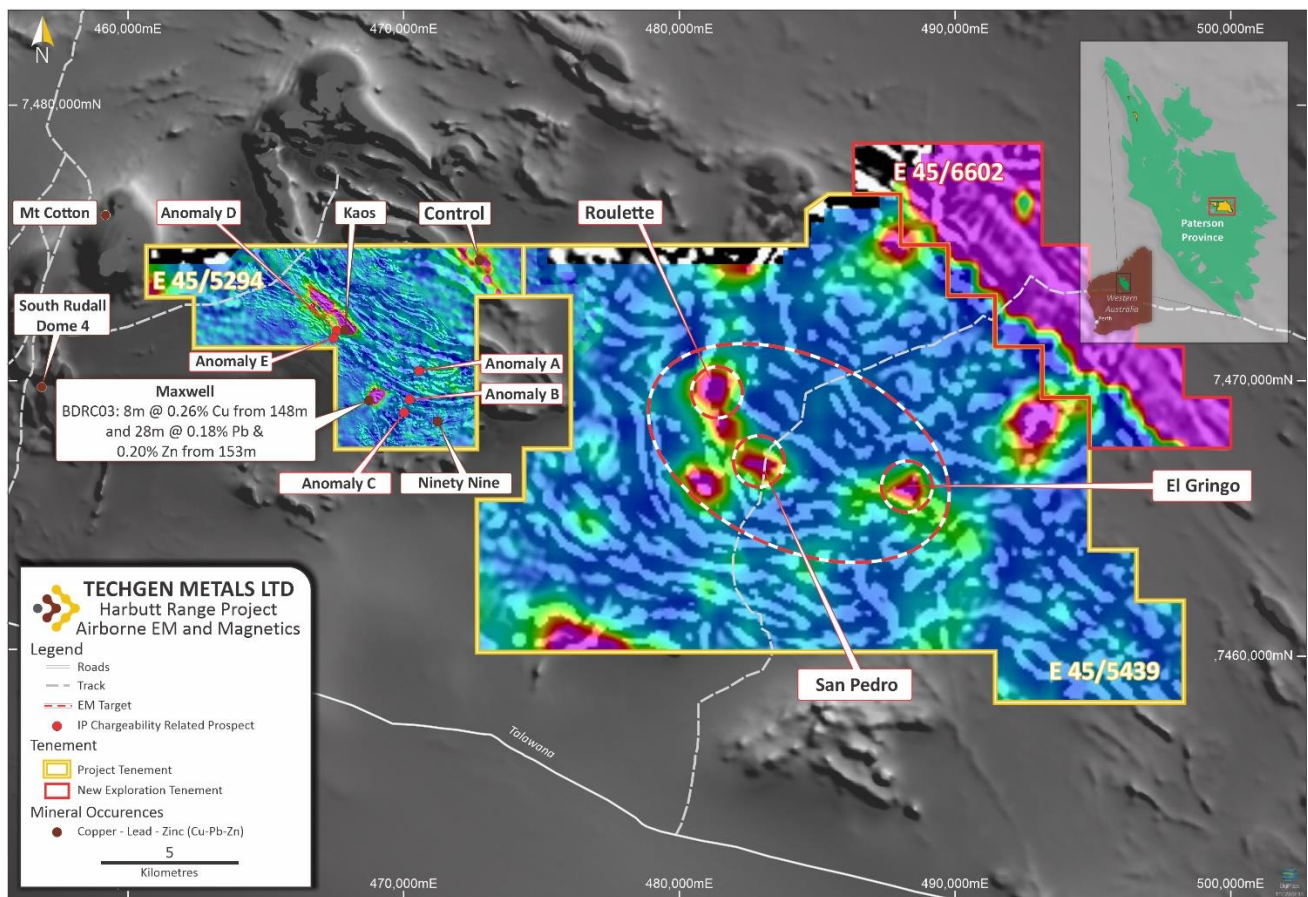 460,000mE
470,000mE
480,000mE
490,000mE
500,000mE
N
7,480,000mN
E 45/6602
Paterson
Province
Western
Australia
Perth
Mt Cotton
Anomaly D
Kaos
Control
Roulette
E 45/5294
South Rudall
Dome 4
Anomaly E
Anomaly A
7,470,000mN
Maxwell
BDRC03: 8m @ 0.26% Cu from 148m
and 28m @ 0.18% Pb &
0.20% Zn from 153m
Anomaly B
Anomaly C
Ninety Nine
El Gringo
TECHGEN METALS LTD
Harbutt Range Project
Airborne EM and Magnetics
Legend
Roads
Track
EM Target
IP Chargeability Related Prospect
Tenement
Project Tenement
New Exploration Tenement
Mineral Occurences
Copper - Lead - Zinc (Cu-Pb-Zn)
5
Kilometres
San Pedro
E 45/5439
7,460,000mN
Talawana
470,000mE
480,000mE
490,000mE
500,000mE